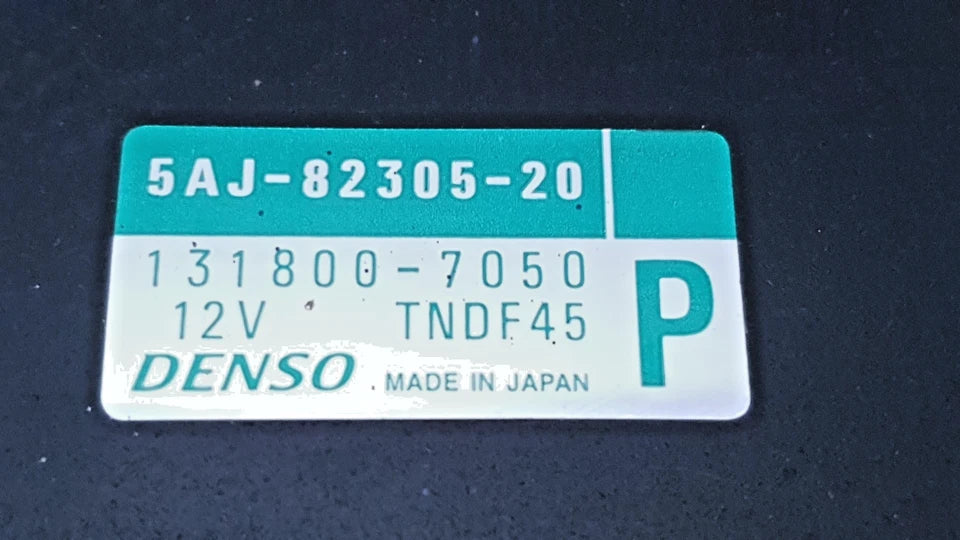 5AJ-82305-20
131800-7050
12V TNDF45
P
DENSO MADE IN JAPAN